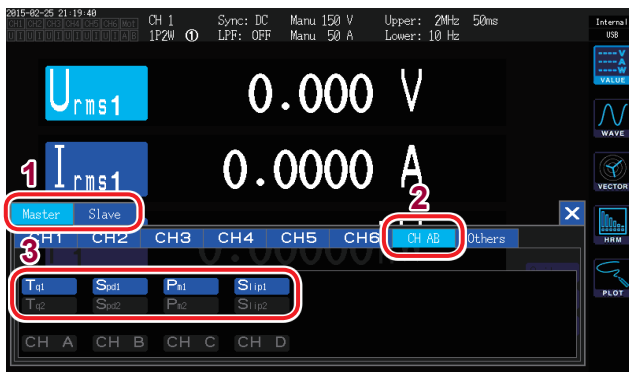 2015-02-25 21:19:40
CH1 CH2 CH3 CH4 CH5 CH6 Mot
U I U I U I U I U I U I A B
CH 1
1P2W ①
Sync: DC Manu 150 V
LPF: OFF Manu 50 A
Upper: 2MHz 50ms
Lower: 10 Hz
Internal
USB
Urms1 0.000 V
VALUE
WAVE
Irms1 0.0000 A
VECTOR
1
2
Master Slave
CH1 CH2 CH3 CH4 CH5 CH6 CH AB Others
HRM
3
Tq1 Spd1 Pm1 Slip1
Tq2 Spd2 Pm2 Slip2
PLOT
CH A CH B CH C CH D